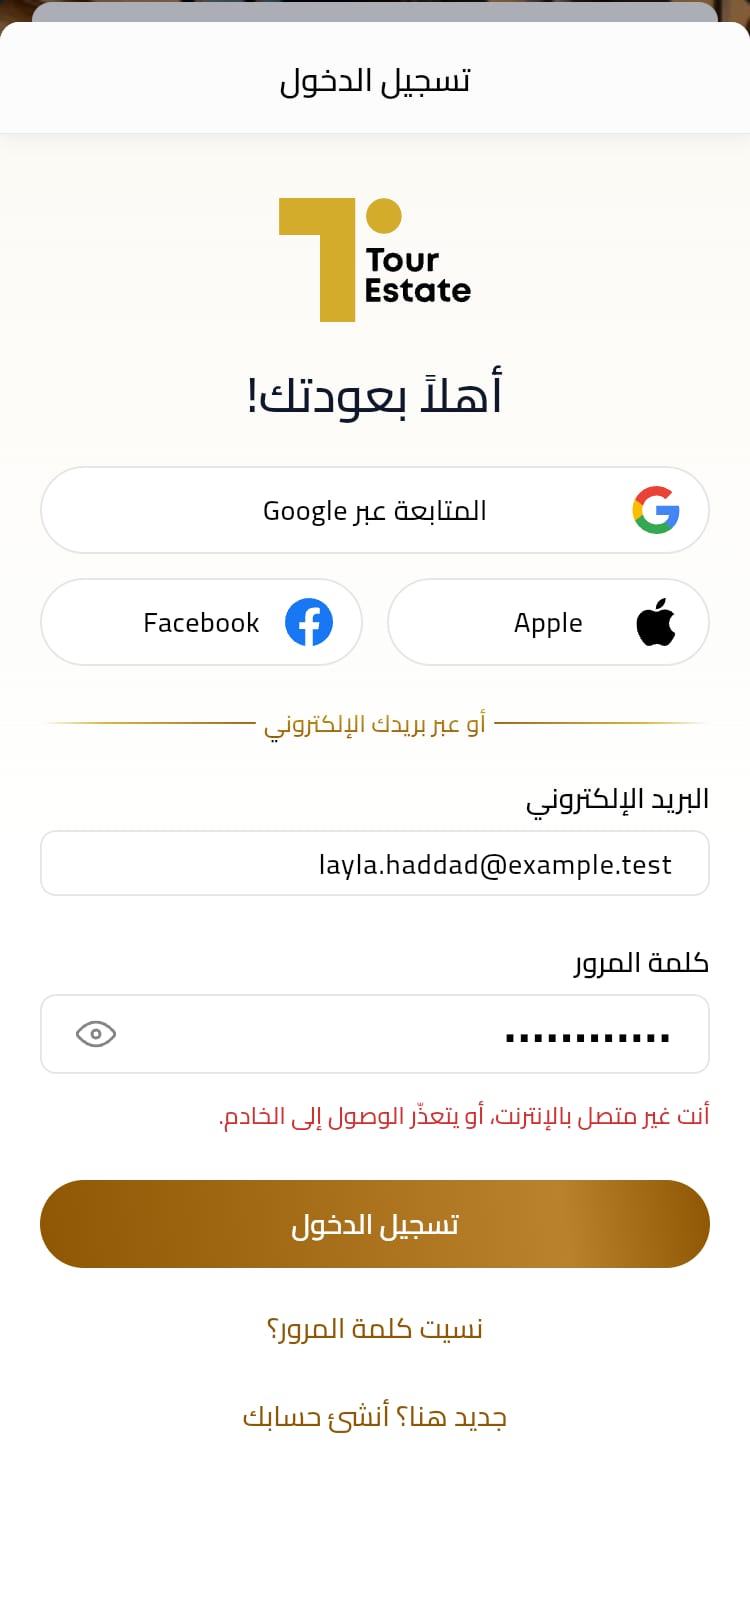 تسجيل الدخول
Tour
Estate
أهلاً بعودتك!
المتابعة عبر Google
Apple
Facebook
أو عبر بريدك الإلكتروني
البريد الإلكتروني
layla.haddad@example.test
كلمة المرور
أنت غير متصل بالإنترنت، أو يتعذّر الوصول إلى الخادم.
تسجيل الدخول
نسيت كلمة المرور؟
جديد هنا؟ أنشئ حسابك